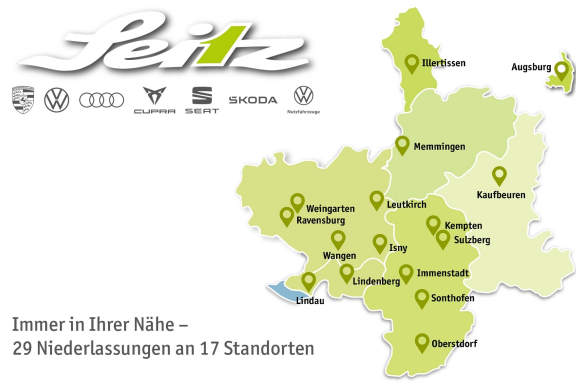 Seitz
CUPRA
SEAT
SKODA
Nutzfahrzeuge
Illertissen
Augsburg
Memmingen
Kaufbeuren
Leutkirch
Weingarten
Ravensburg
Kempten
Sulzberg
Isny
Wangen
Lindenberg
Immenstadt
Lindau
Sonthofen
Oberstdorf
Immer in Ihrer Nähe –
29 Niederlassungen an 17 Standorten